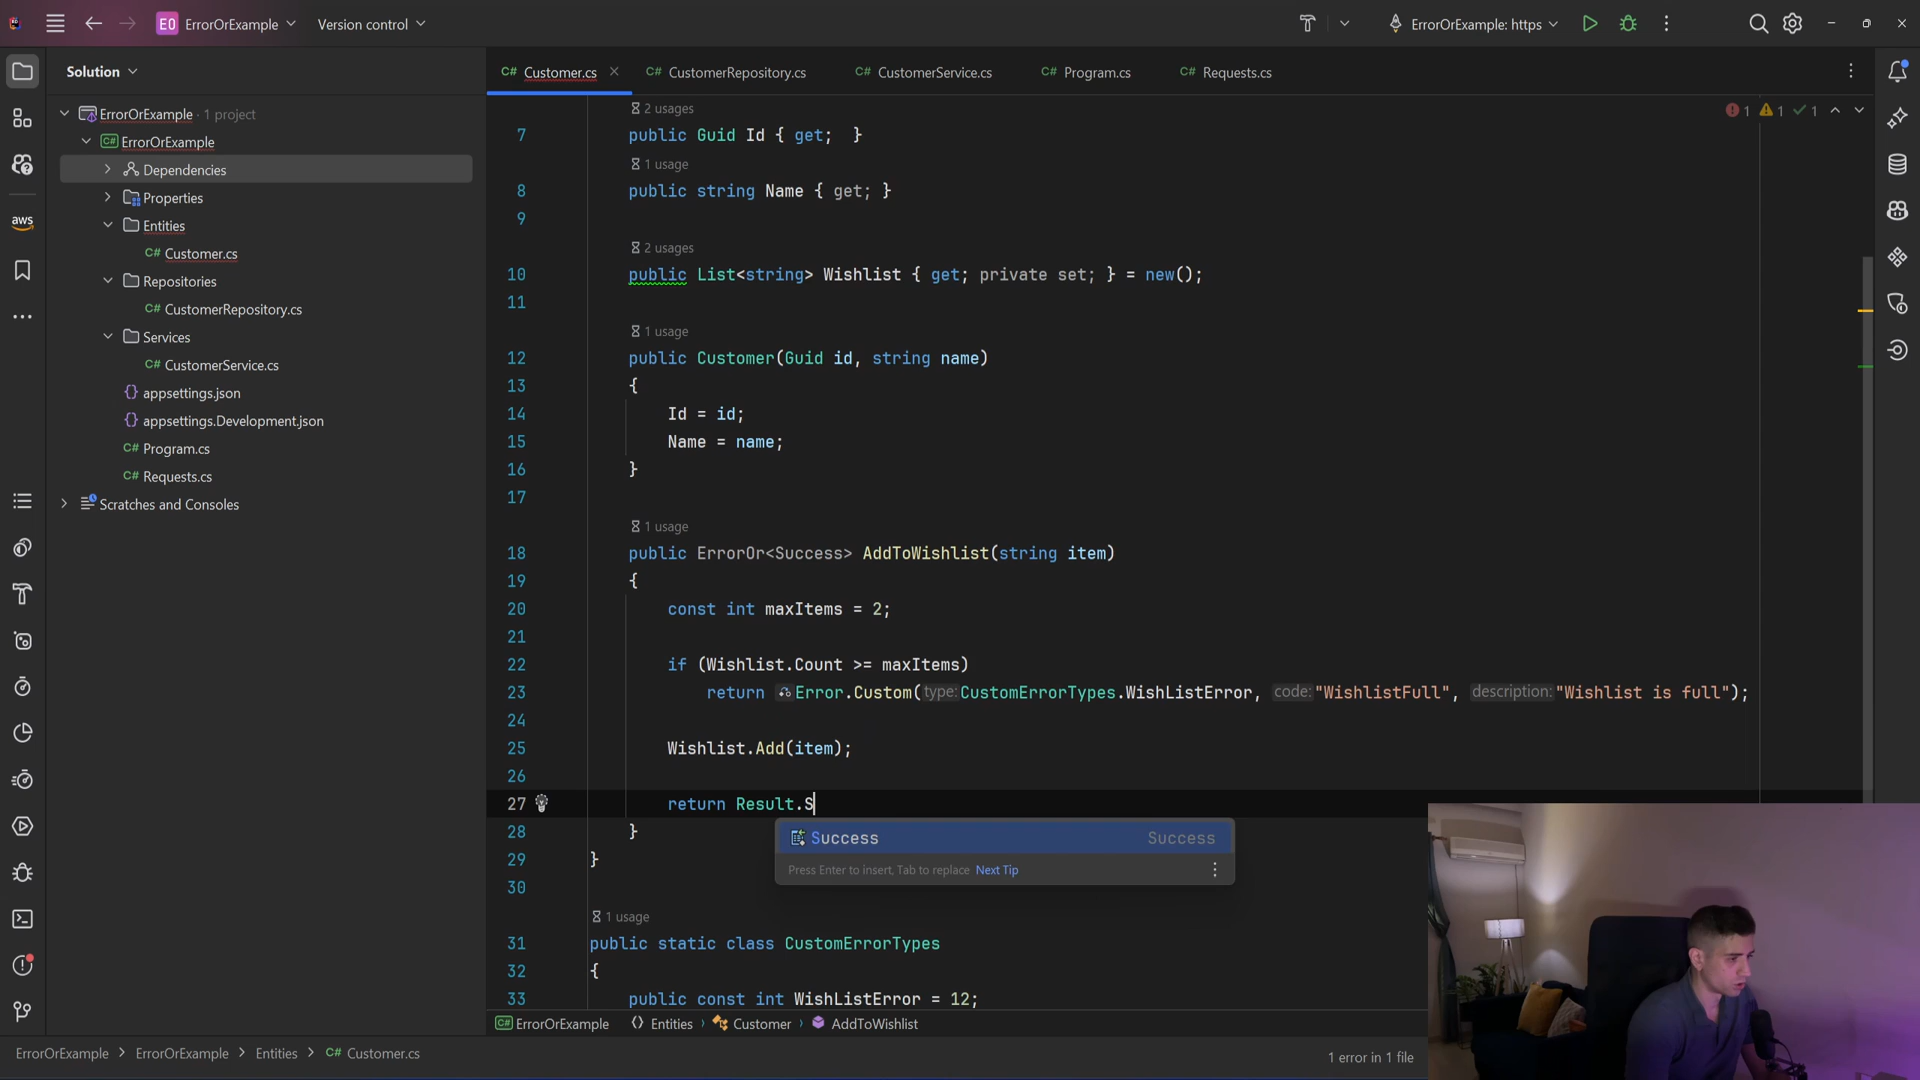 E0 ErrorOrExample
Version control
ErrorOrExample: https
Solution
Customer.cs
CustomerRepository.cs
CustomerService.cs
Program.cs
Requests.cs
ErrorOrExample · 1 project
ErrorOrExample
Dependencies
Properties
Entities
C# Customer.cs
Repositories
C# CustomerRepository.cs
Services
C# CustomerService.cs
{} appsettings.json
{} appsettings.Development.json
C# Program.cs
C# Requests.cs
Scratches and Consoles
aws
1 1 1
2 usages
7 public Guid Id { get;  }
1 usage
8 public string Name { get; }
9
2 usages
10 public List<string> Wishlist { get; private set; } = new();
11
1 usage
12 public Customer(Guid id, string name)
13 {
14 Id = id;
15 Name = name;
16 }
17
1 usage
18 public ErrorOr<Success> AddToWishlist(string item)
19 {
20 const int maxItems = 2;
21
22 if (Wishlist.Count >= maxItems)
23 return Error.Custom(type: CustomErrorTypes.WishListError, code: "WishlistFull", description: "Wishlist is full");
24
25 Wishlist.Add(item);
26
27 return Result.S
Success Success
Press Enter to insert, Tab to replace Next Tip
28 }
29 }
30
1 usage
31 public static class CustomErrorTypes
32 {
33 public const int WishListError = 12;
C# ErrorOrExample Entities > Customer > AddToWishlist
ErrorOrExample > ErrorOrExample > Entities > C# Customer.cs
1 error in 1 file